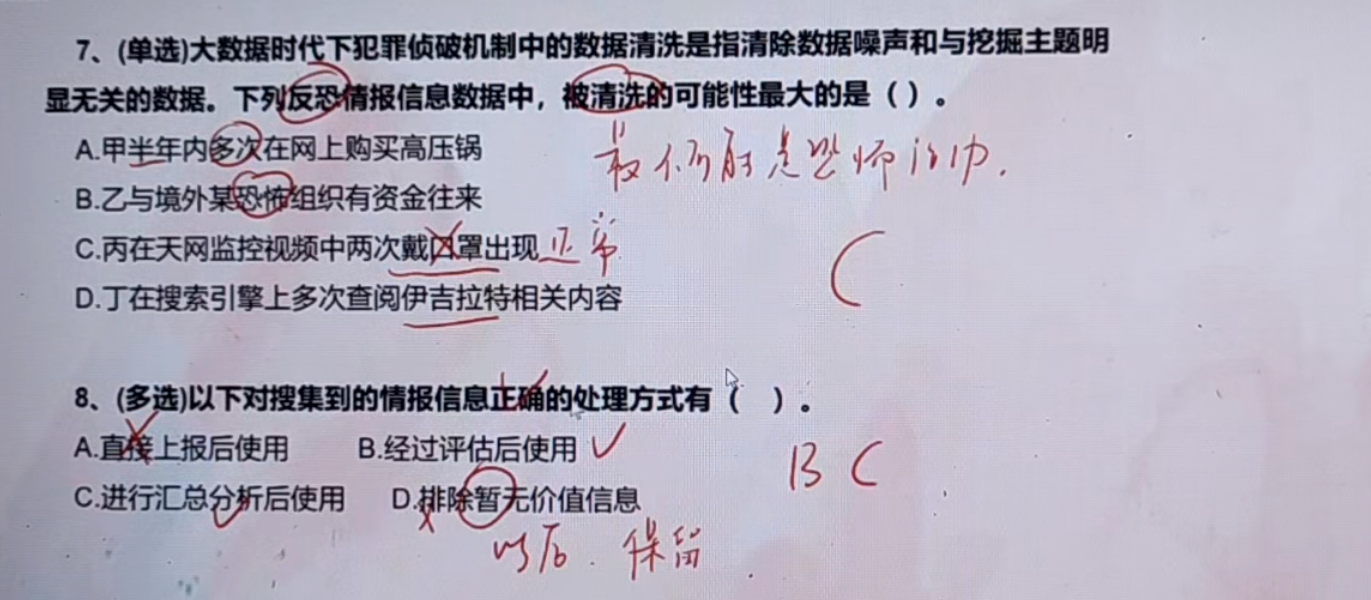 7、(单选)大数据时代下犯罪侦破机制中的数据清洗是指清除数据噪声和与挖掘主题明
显无关的数据。下列反恐情报信息数据中，被清洗的可能性最大的是（ ）。
A.甲半年内多次在网上购买高压锅
最不可能是恐怖
B.乙与境外某恐怖组织有资金往来
C.丙在天网监控视频中两次戴口罩出现 正常
C
D.丁在搜索引擎上多次查阅伊吉拉特相关内容
8、(多选)以下对搜集到的情报信息正确的处理方式有（ ）。
A.直接上报后使用 B.经过评估后使用
BC
C.进行汇总分析后使用 D.排除暂无价值信息
以后.保留